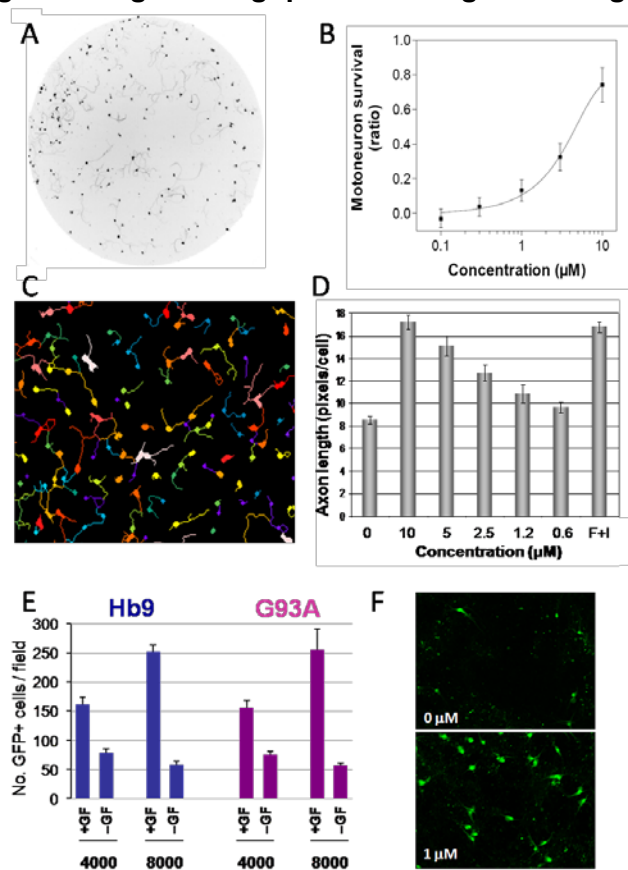 A
B
Motoneuron survival
(ratio)
1.0
0.8
0.6
0.4
0.2
0.0
0.1 1 10
Concentration (µM)
C
D
Axon length (pixels/cell)
18
16
14
12
10
8
6
4
2
0
0 10 5 2.5 1.2 0.6 F+I
Concentration (µM)
E
Hb9 G93A
No. GFP+ cells / field
300
250
200
150
100
50
0
+GF –GF +GF –GF +GF –GF +GF –GF
4000 8000 4000 8000
F
0 µM
1 µM